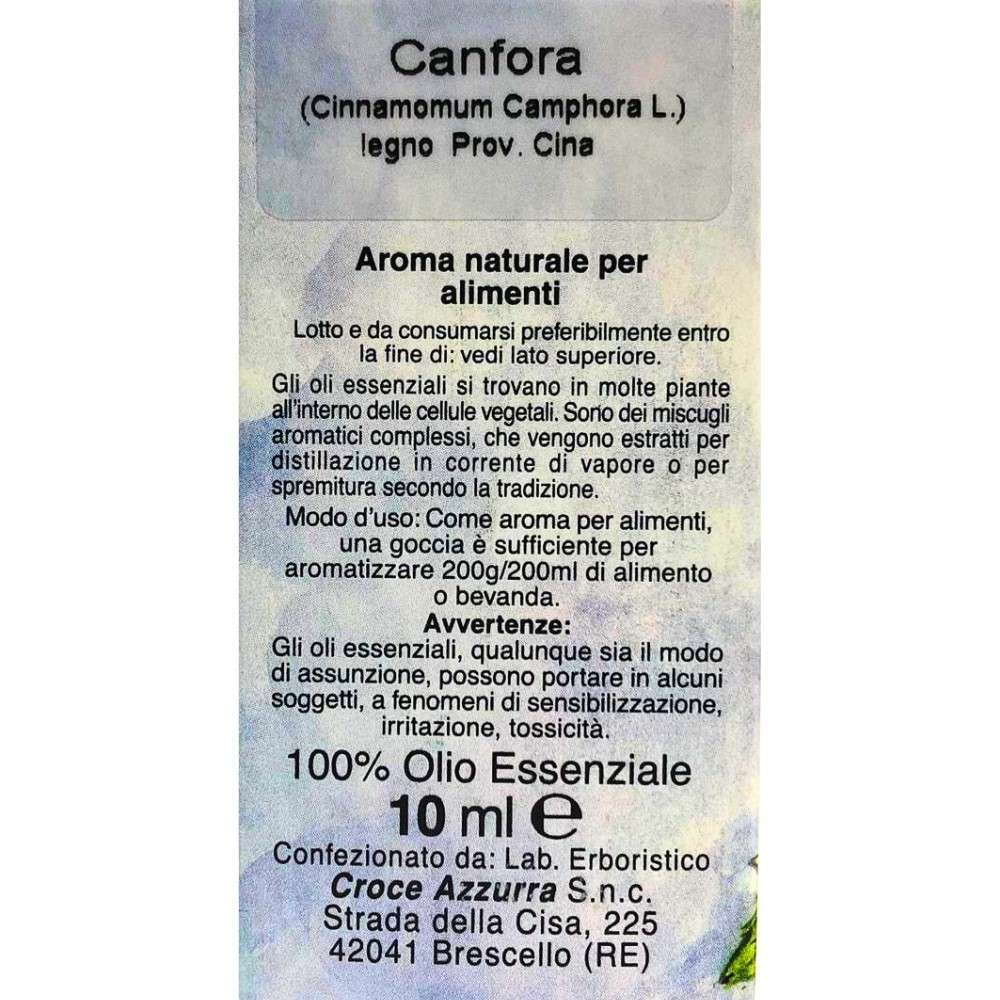 Canfora
(Cinnamomum Camphora L.)
legno Prov. Cina
Aroma naturale per
alimenti
Lotto e da consumarsi preferibilmente entro
la fine di: vedi lato superiore.
Gli oli essenziali si trovano in molte piante
all'interno delle cellule vegetali. Sono dei miscugli
aromatici complessi, che vengono estratti per
distillazione in corrente di vapore o per
spremitura secondo la tradizione.
Modo d'uso: Come aroma per alimenti,
una goccia è sufficiente per
aromatizzare 200g/200ml di alimento
o bevanda.
Avvertenze:
Gli oli essenziali, qualunque sia il modo
di assunzione, possono portare in alcuni
soggetti, a fenomeni di sensibilizzazione,
irritazione, tossicità.
100% Olio Essenziale
10 ml e
Confezionato da: Lab. Erboristico
Croce Azzurra S.n.c.
Strada della Cisa, 225
42041 Brescello (RE)